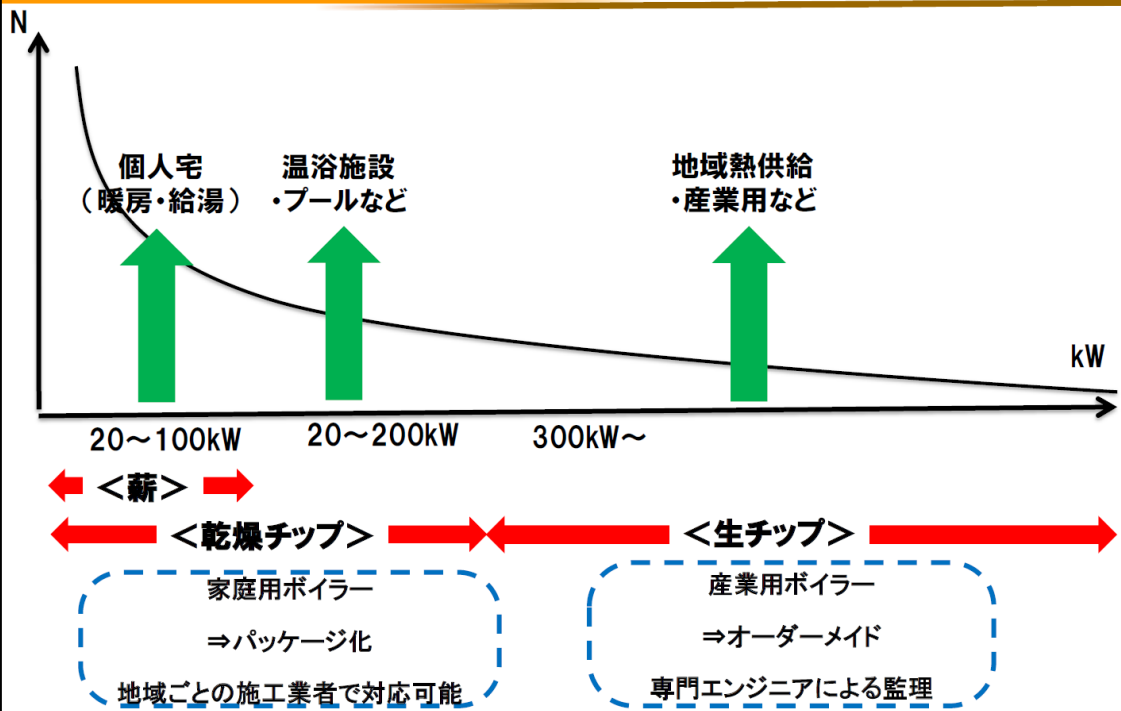 N
個人宅
(暖房・給湯)
温浴施設
・プールなど
地域熱供給
・産業用など
kW
20～100kW
20～200kW
300kW～
＜薪＞
＜乾燥チップ＞
＜生チップ＞
家庭用ボイラー
⇒パッケージ化
地域ごとの施工業者で対応可能
産業用ボイラー
⇒オーダーメイド
専門エンジニアによる監理